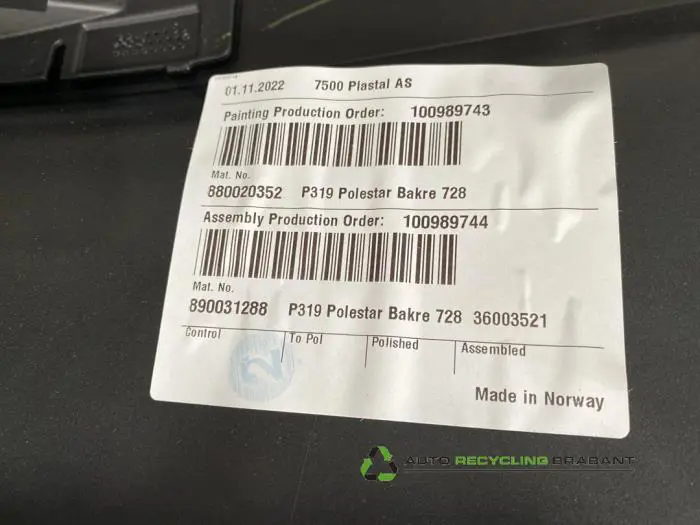 01.11.2022 7500 Plastal AS
Painting Production Order: 100989743
Mat. No.
880020352 P319 Polestar Bakre 728
Assembly Production Order: 100989744
Mat. No.
890031288 P319 Polestar Bakre 728 36003521
Control To Pol Polished Assembled
2
Made in Norway
AUTO RECYCLING BRABANT